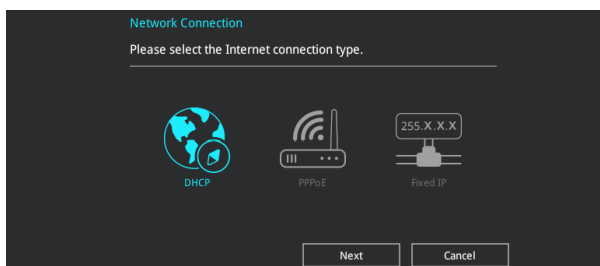 Network Connection
Please select the Internet connection type.
255.X.X.X
DHCP PPPoE Fixed IP
Next Cancel